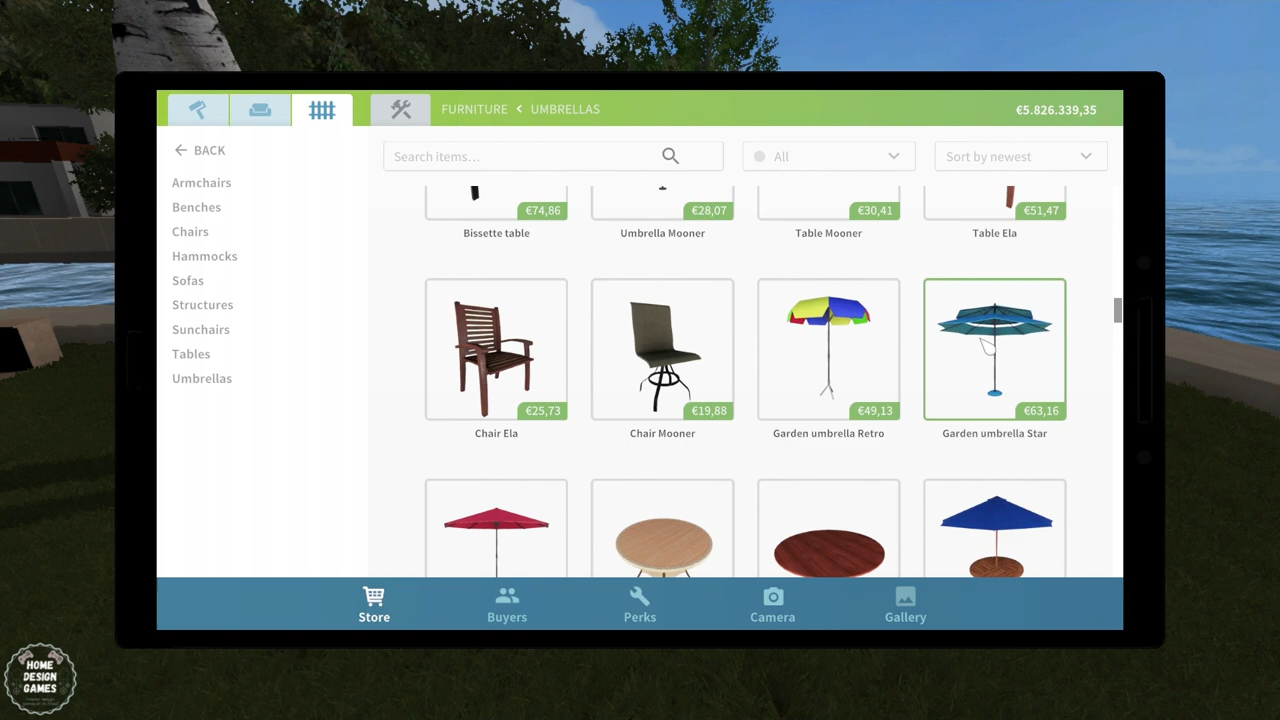 FURNITURE < UMBRELLAS
€5.826.339,35
BACK
Armchairs
Benches
Chairs
Hammocks
Sofas
Structures
Sunchairs
Tables
Umbrellas
Search items...
All
Sort by newest
€74,86
€28,07
€30,41
€51,47
Bissette table
Umbrella Mooner
Table Mooner
Table Ela
€25,73
€19,88
€49,13
€63,16
Chair Ela
Chair Mooner
Garden umbrella Retro
Garden umbrella Star
Store
Buyers
Perks
Camera
Gallery
HOME
DESIGN
GAMES